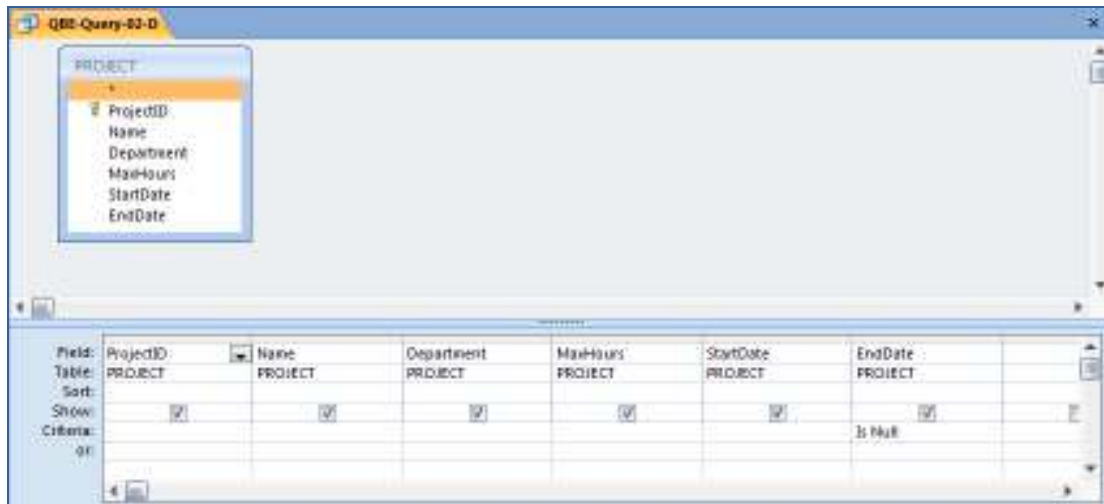 QBE-Query-02-D
PROJECT
*
ProjectID
Name
Department
MaxHours
StartDate
EndDate
Field: ProjectID Name Department MaxHours StartDate EndDate
Table: PROJECT PROJECT PROJECT PROJECT PROJECT PROJECT
Sort:
Show:
Criteria: Is Null
or: